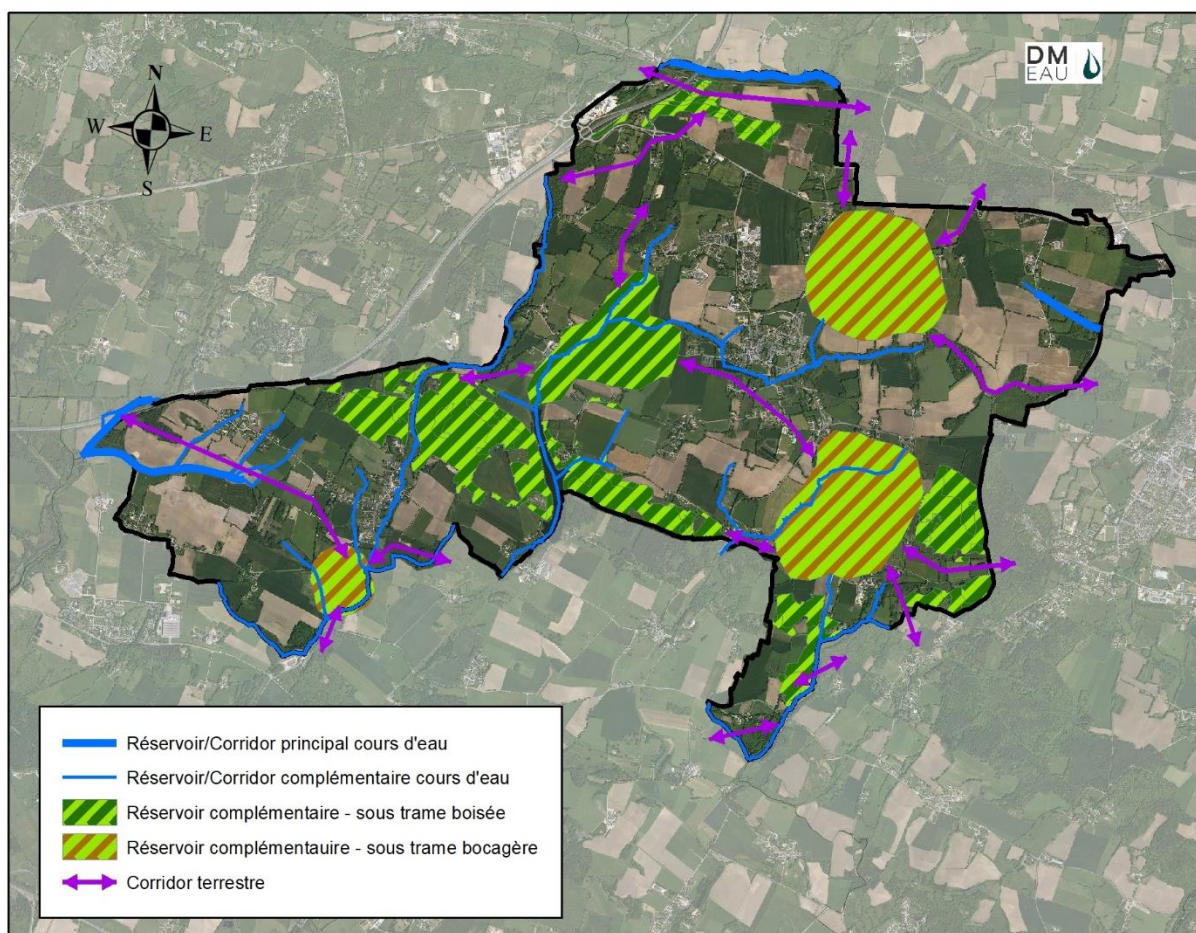 DM
EAU
N
W
E
S
Réservoir/Corridor principal cours d'eau
Réservoir/Corridor complémentaire cours d'eau
Réservoir complémentaire - sous trame boisée
Réservoir complémentauire - sous trame bocagère
Corridor terrestre